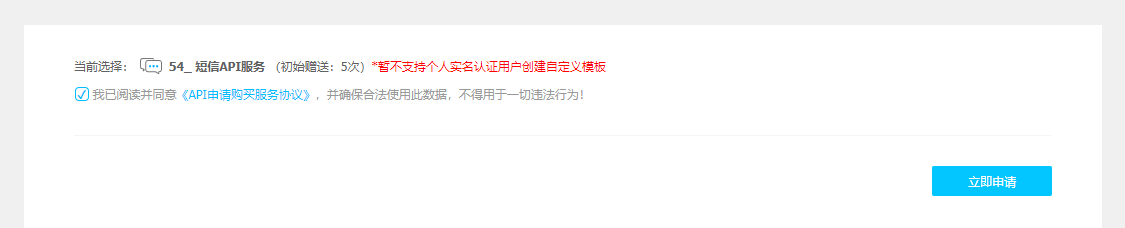 当前选择： 54_ 短信API服务 （初始赠送：5次）*暂不支持个人实名认证用户创建自定义模板
我已阅读并同意《API申请购买服务协议》，并确保合法使用此数据，不得用于一切违法行为！
立即申请